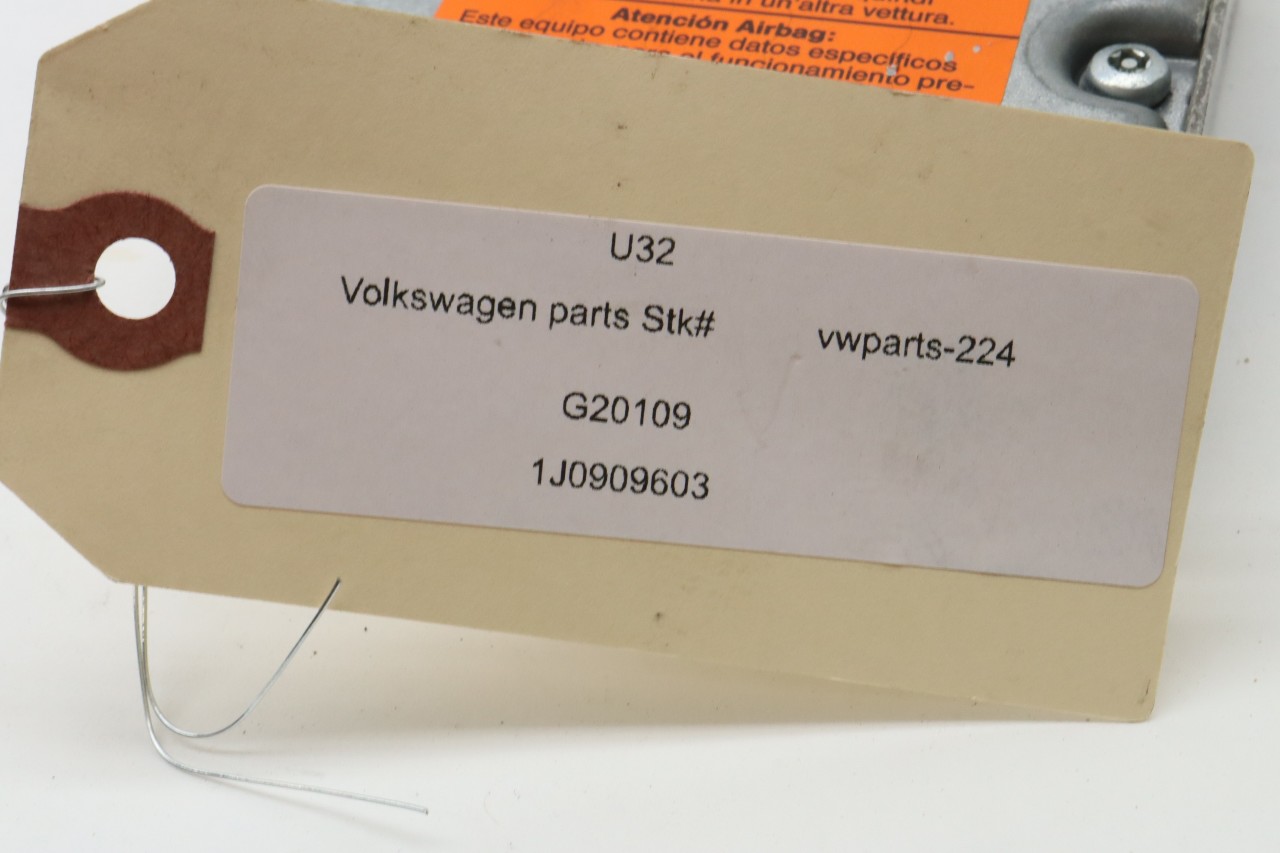 in un'altra vettura.
Atención Airbag:
Este equipo contiene datos específicos
al funcionamiento pre-
U32
Volkswagen parts Stk# vwparts-224
G20109
1J0909603